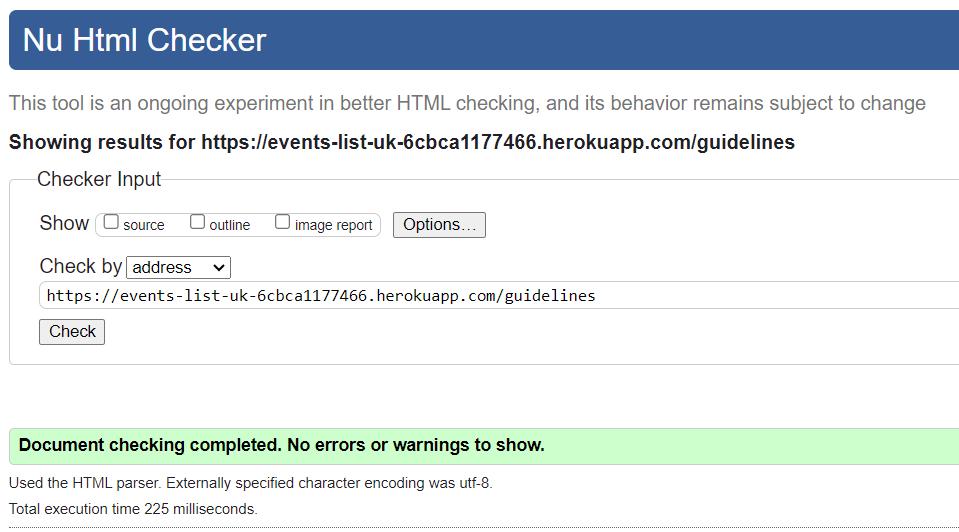 Nu Html Checker
This tool is an ongoing experiment in better HTML checking, and its behavior remains subject to change
Showing results for https://events-list-uk-6cbca1177466.herokuapp.com/guidelines
Checker Input
Show source outline image report Options...
Check by address
https://events-list-uk-6cbca1177466.herokuapp.com/guidelines
Check
Document checking completed. No errors or warnings to show.
Used the HTML parser. Externally specified character encoding was utf-8.
Total execution time 225 milliseconds.